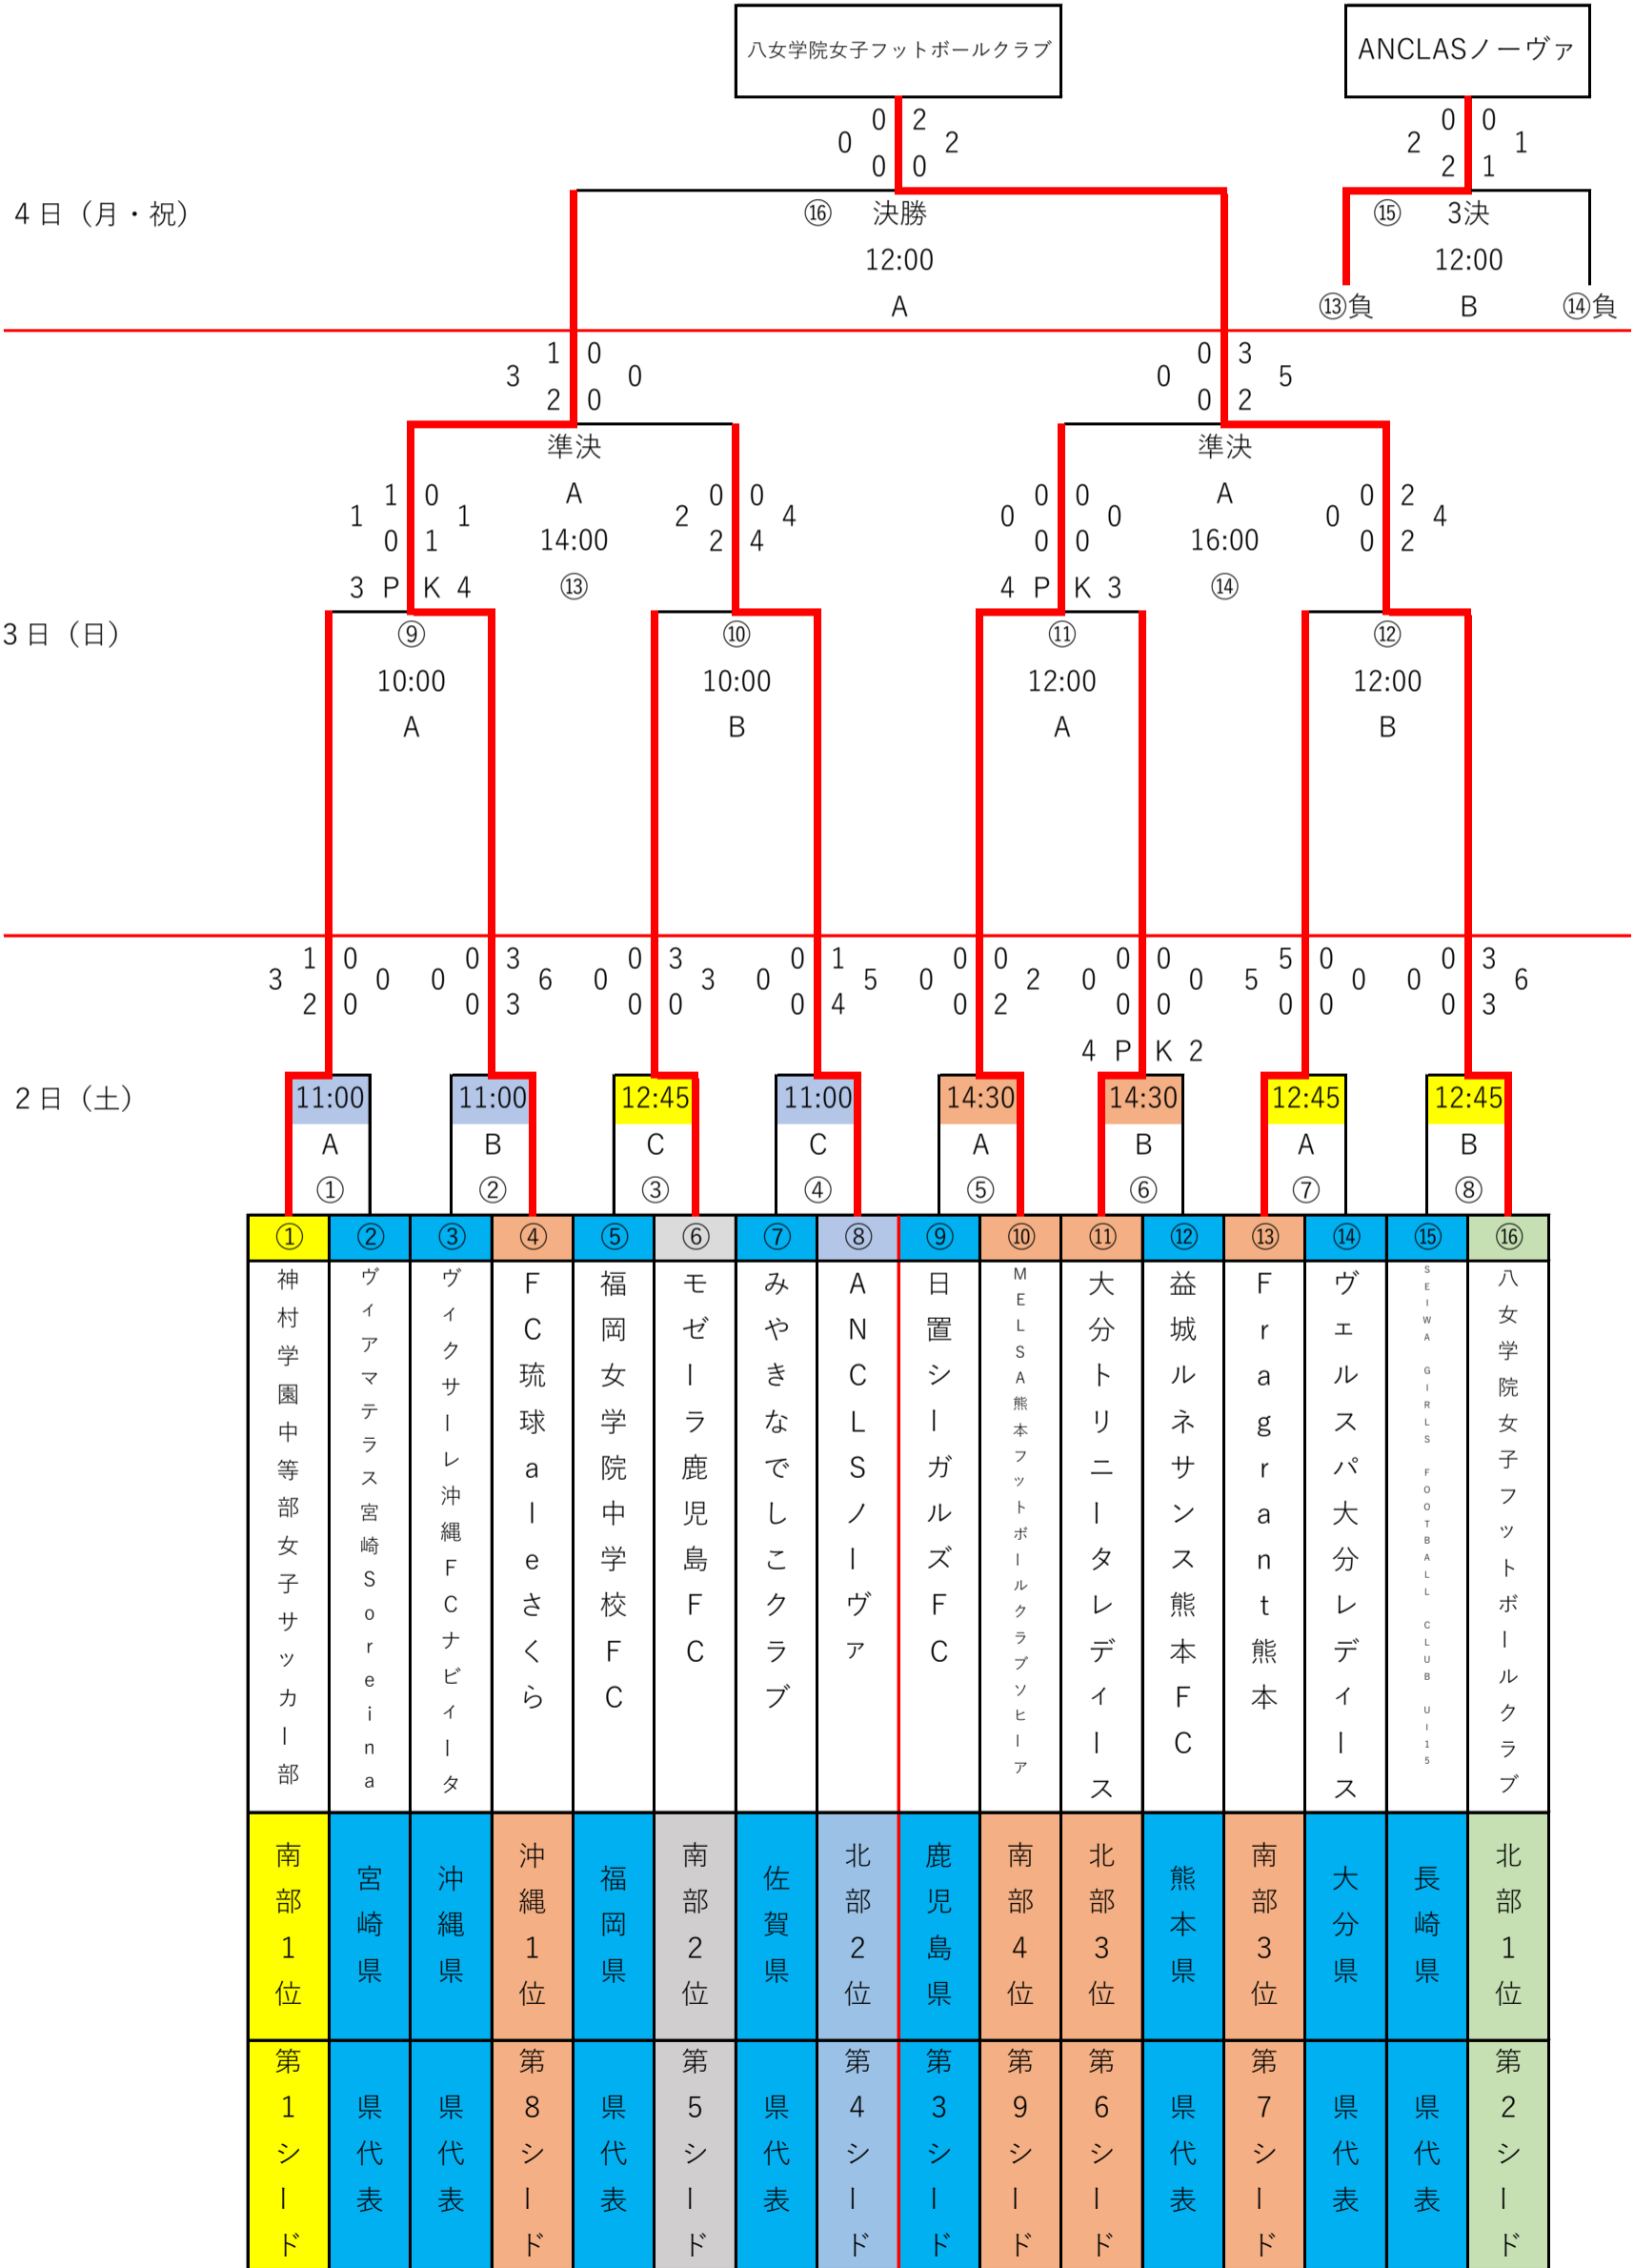 八女学院女子フットボールクラブ
ANCLASノーヴァ
0 2
0 2
0 0
0 0
2 1
2 1
4日（月・祝）
⑯ 決勝
12:00
A
⑮ 3決
12:00
⑬負 B ⑭負
1 0
3 0
2 0
0 3
0 5
0 2
準決
A
14:00
⑬
準決
A
16:00
⑭
1 0
1 1
0 1
3 P K 4
0 0
2 4
2 4
0 0
0 0
0 0
4 P K 3
0 2
0 4
0 2
3日（日）
⑨
10:00
A
⑩
10:00
B
⑪
12:00
A
⑫
12:00
B
1 0
3 0
2 0
0 3
0 6
0 3
0 3
0 3
0 0
0 1
0 5
0 4
0 0
0 2
0 2
0 0
0 0
0 0
4 P K 2
5 0
5 0
0 0
0 3
0 6
0 3
2日（土）
11:00 11:00 12:45 11:00 14:30 14:30 12:45 12:45
A B C C A B A B
① ② ③ ④ ⑤ ⑥ ⑦ ⑧
① ② ③ ④ ⑤ ⑥ ⑦ ⑧ ⑨ ⑩ ⑪ ⑫ ⑬ ⑭ ⑮ ⑯
神村学園中等部女子サッカー部
ヴィアマテラス宮崎Soreina
ヴィクサーレ沖縄FCナビィータ
FC琉球aleさくら
福岡女学院中学校FC
モゼーラ鹿児島FC
みやきなでしこクラブ
ANCLSノーヴァ
日置シーガルズFC
MELSA熊本フットボールクラブソヒーア
大分トリニータレディース
益城ルネサンス熊本FC
Fragrant熊本
ヴェルスパ大分レディース
SEIWA GIRLS FOOTBALL CLUB UI15
八女学院女子フットボールクラブ
南部1位
宮崎県
沖縄県
沖縄1位
福岡県
南部2位
佐賀県
北部2位
鹿児島県
南部4位
北部3位
熊本県
南部3位
大分県
長崎県
北部1位
第1シード
県代表
県代表
第8シード
県代表
第5シード
県代表
第4シード
第3シード
第9シード
第6シード
県代表
第7シード
県代表
県代表
第2シード